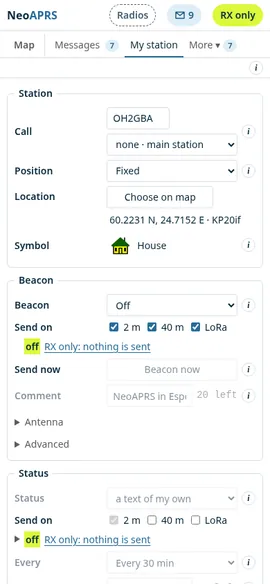 NeoAPRS Radios 9 RX only
Map Messages 7 My station More ▾ 7
i
Station
Call OH2GBA i
none · main station
Position Fixed i
Location Choose on map i
60.2231 N, 24.7152 E · KP20if
Symbol House i
Beacon
Beacon Off i
Send on 2 m 40 m LoRa
off RX only: nothing is sent
Send now Beacon now i
Comment NeoAPRS in Esp 20 left i
Antenna
Advanced
Status
Status a text of my own i
Send on 2 m 40 m LoRa
off RX only: nothing is sent
Every Every 30 min i